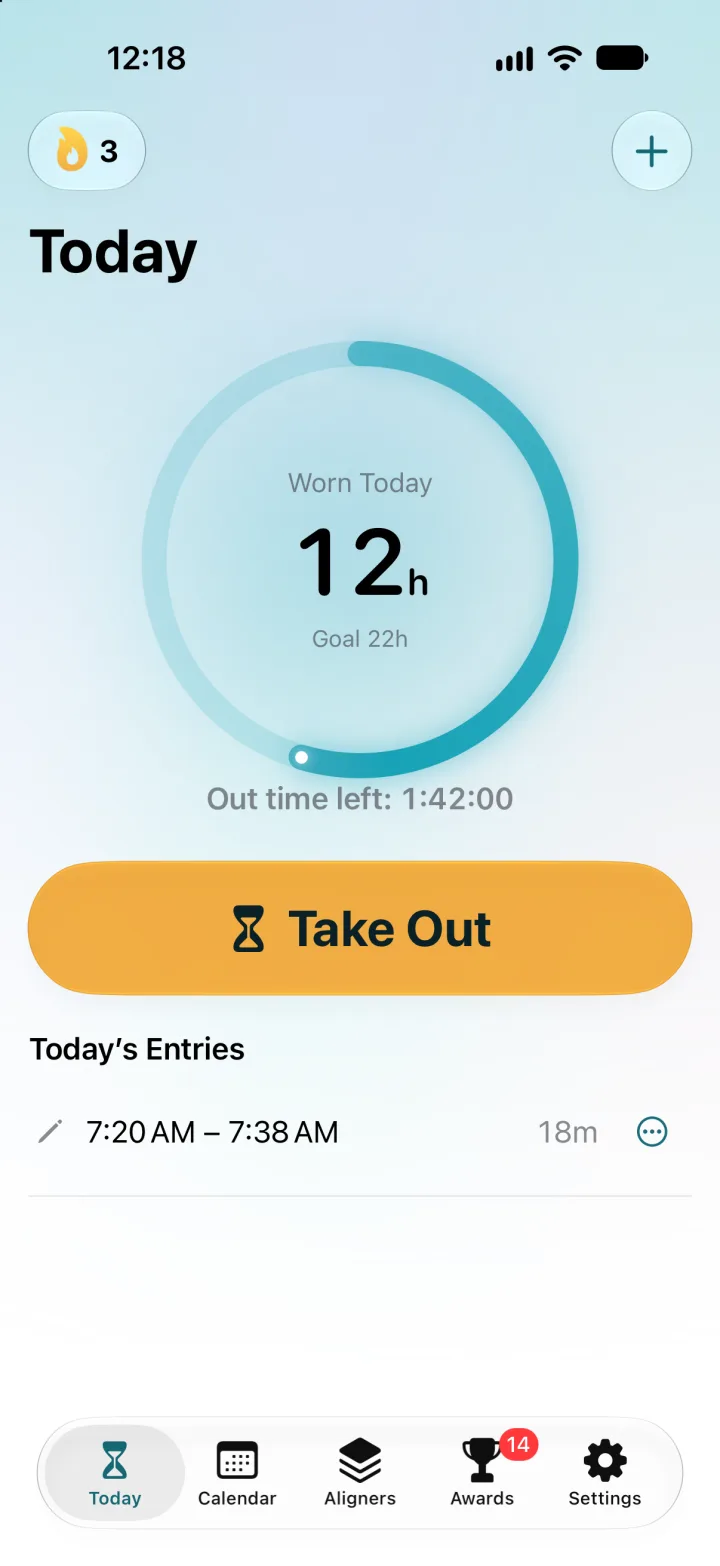 12:18
3
Today
Worn Today
12h
Goal 22h
Out time left: 1:42:00
Take Out
Today’s Entries
7:20 AM – 7:38 AM 18m
14
Today Calendar Aligners Awards Settings